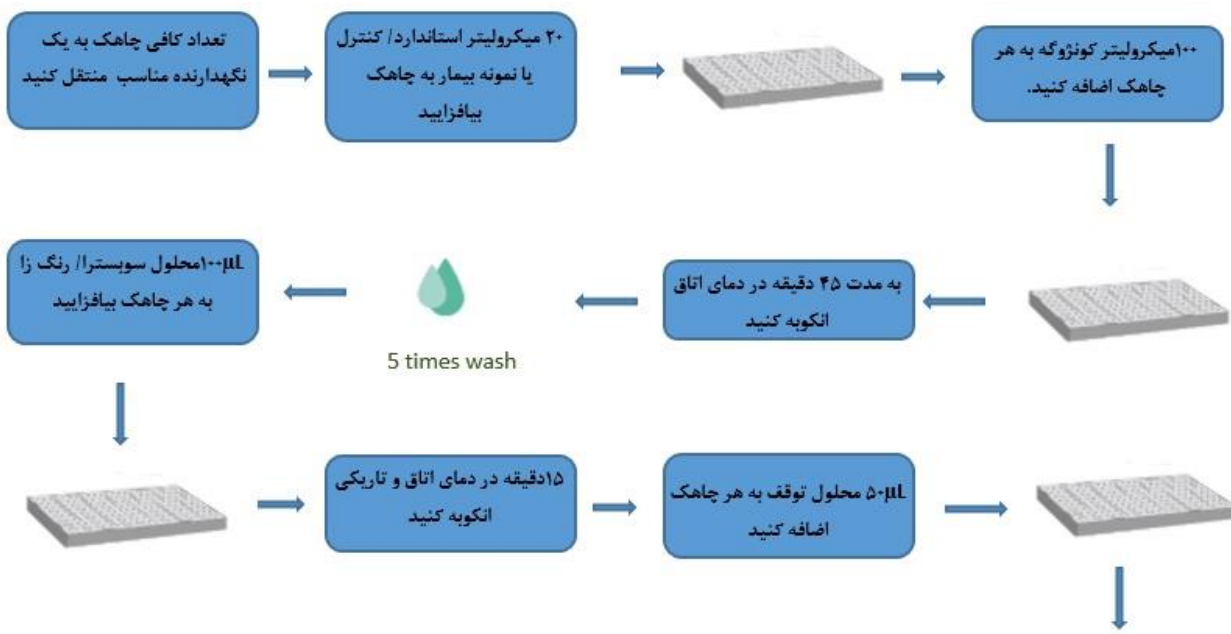 تعداد کافی چاهک به یک
نگهدارنده مناسب منتقل کنید
۲۰ میکرولیتر استاندارد/ کنترل
یا نمونه بیمار به چاهک
بیافزایید
۱۰۰میکرولیتر کونژوگه به هر
چاهک اضافه کنید.
به مدت ۴۵ دقیقه در دمای اتاق
انکوبه کنید
5 times wash
۱۰۰µLمحلول سوبسترا/ رنگ زا
به هر چاهک بیافزایید
۱۵دقیقه در دمای اتاق و تاریکی
انکوبه کنید
۵۰µL محلول توقف به هر چاهک
اضافه کنید